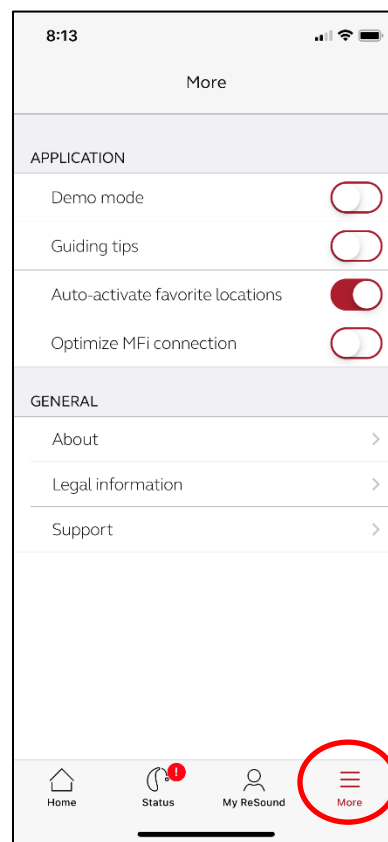 8:13
More
APPLICATION
Demo mode
Guiding tips
Auto-activate favorite locations
Optimize MFi connection
GENERAL
About
Legal information
Support
!
Home
Status
My ReSound
More